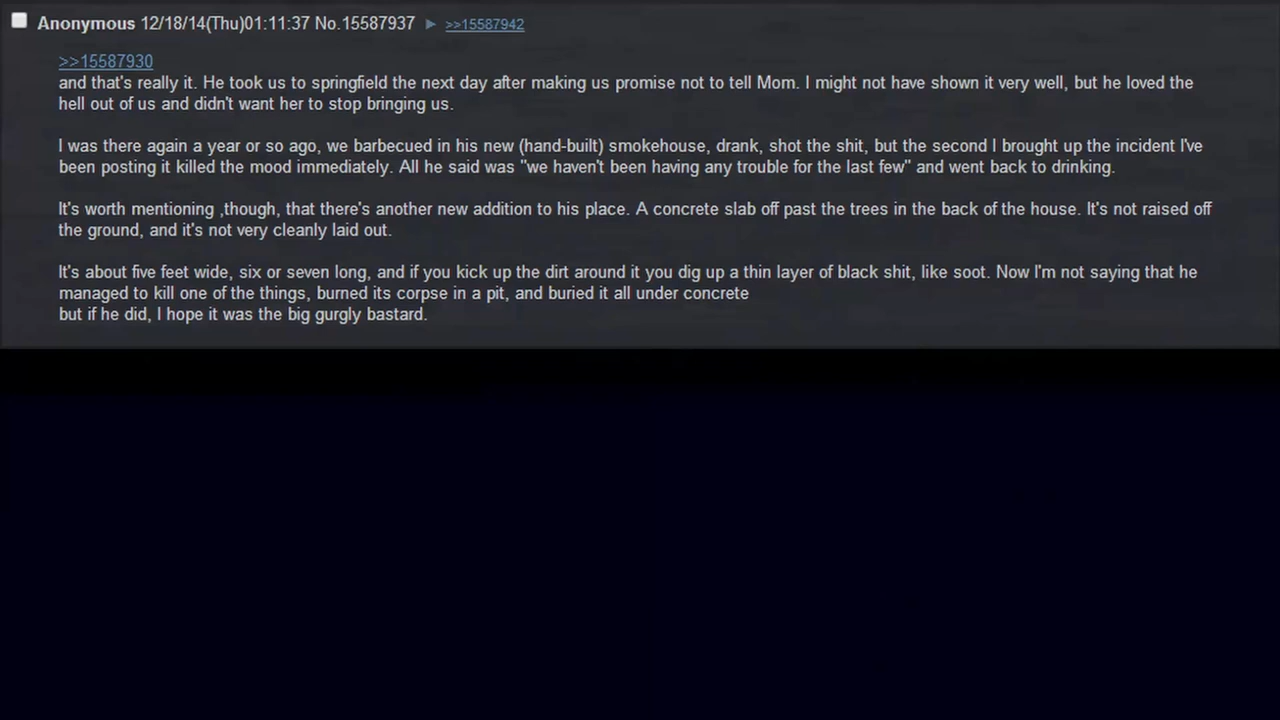 Anonymous 12/18/14(Thu)01:11:37 No.15587937 ▶ >>15587942
>>15587930
and that's really it. He took us to springfield the next day after making us promise not to tell Mom. I might not have shown it very well, but he loved the
hell out of us and didn't want her to stop bringing us.
I was there again a year or so ago, we barbecued in his new (hand-built) smokehouse, drank, shot the shit, but the second I brought up the incident I've
been posting it killed the mood immediately. All he said was "we haven't been having any trouble for the last few" and went back to drinking.
It's worth mentioning ,though, that there's another new addition to his place. A concrete slab off past the trees in the back of the house. It's not raised off
the ground, and it's not very cleanly laid out.
It's about five feet wide, six or seven long, and if you kick up the dirt around it you dig up a thin layer of black shit, like soot. Now I'm not saying that he
managed to kill one of the things, burned its corpse in a pit, and buried it all under concrete
but if he did, I hope it was the big gurgly bastard.